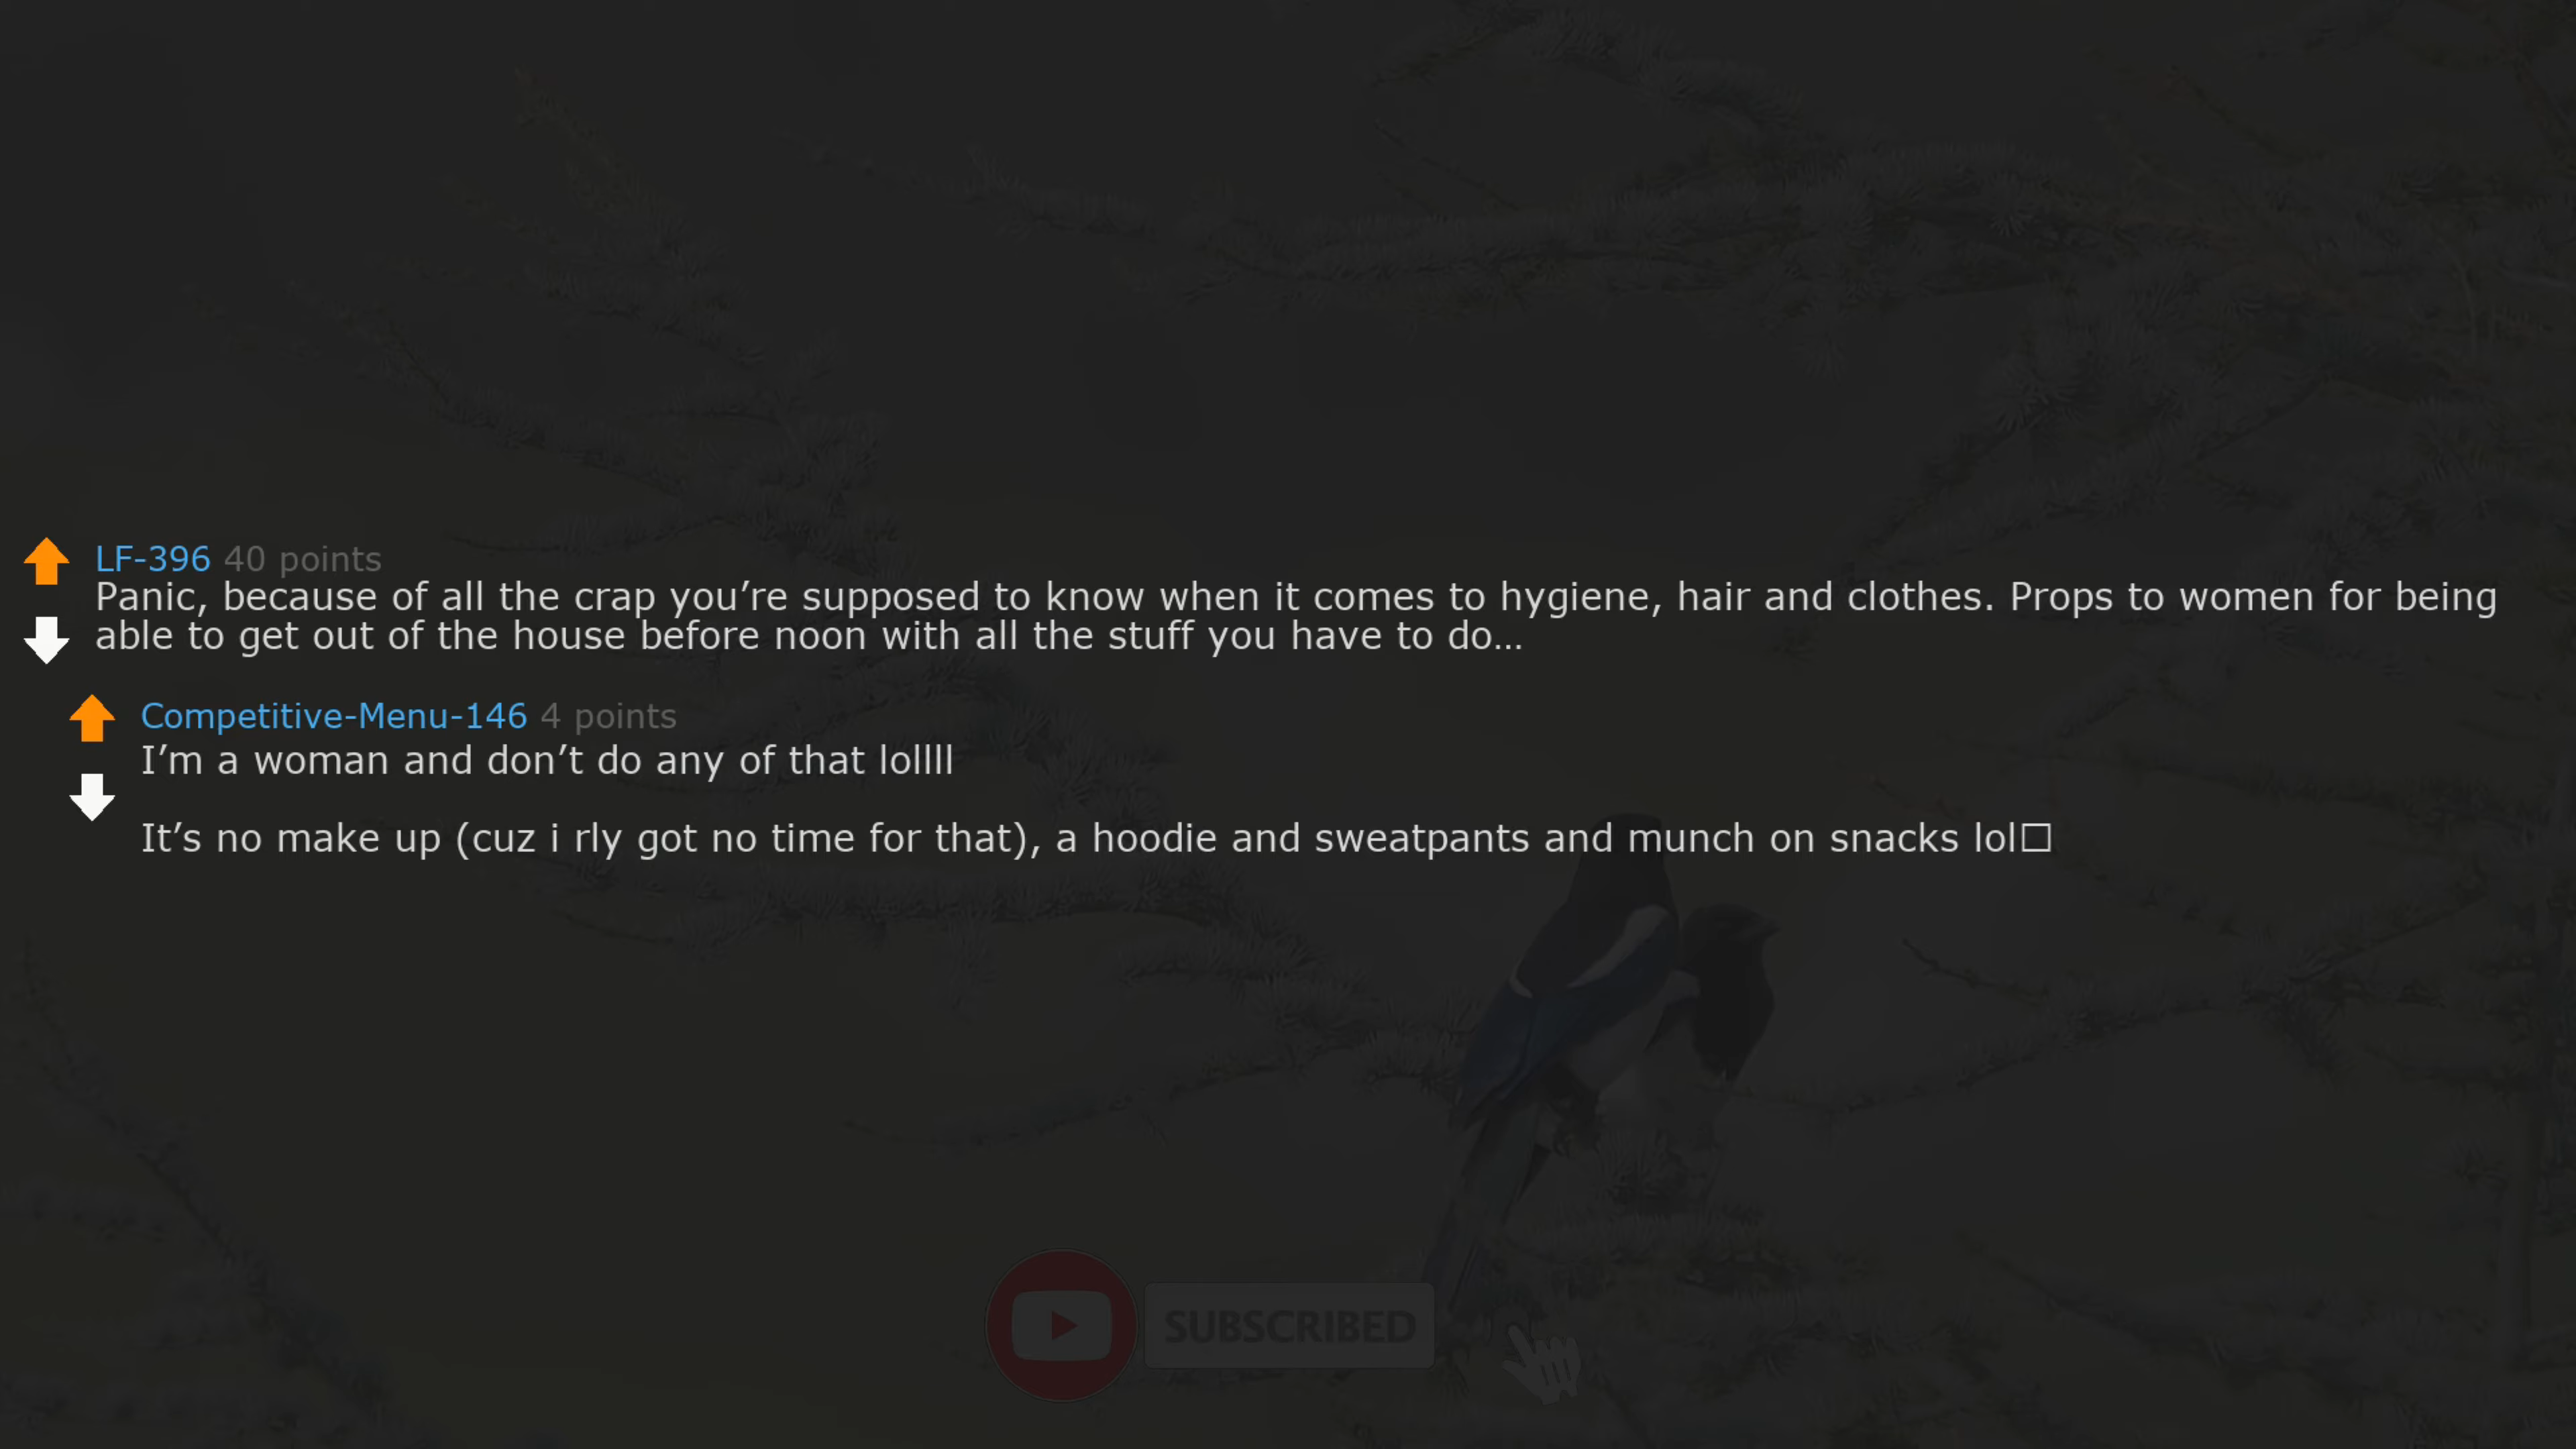 LF-396 40 points
Panic, because of all the crap you’re supposed to know when it comes to hygiene, hair and clothes. Props to women for being
able to get out of the house before noon with all the stuff you have to do…
Competitive-Menu-146 4 points
I’m a woman and don’t do any of that lollll
It’s no make up (cuz i rly got no time for that), a hoodie and sweatpants and munch on snacks lol□
SUBSCRIBED